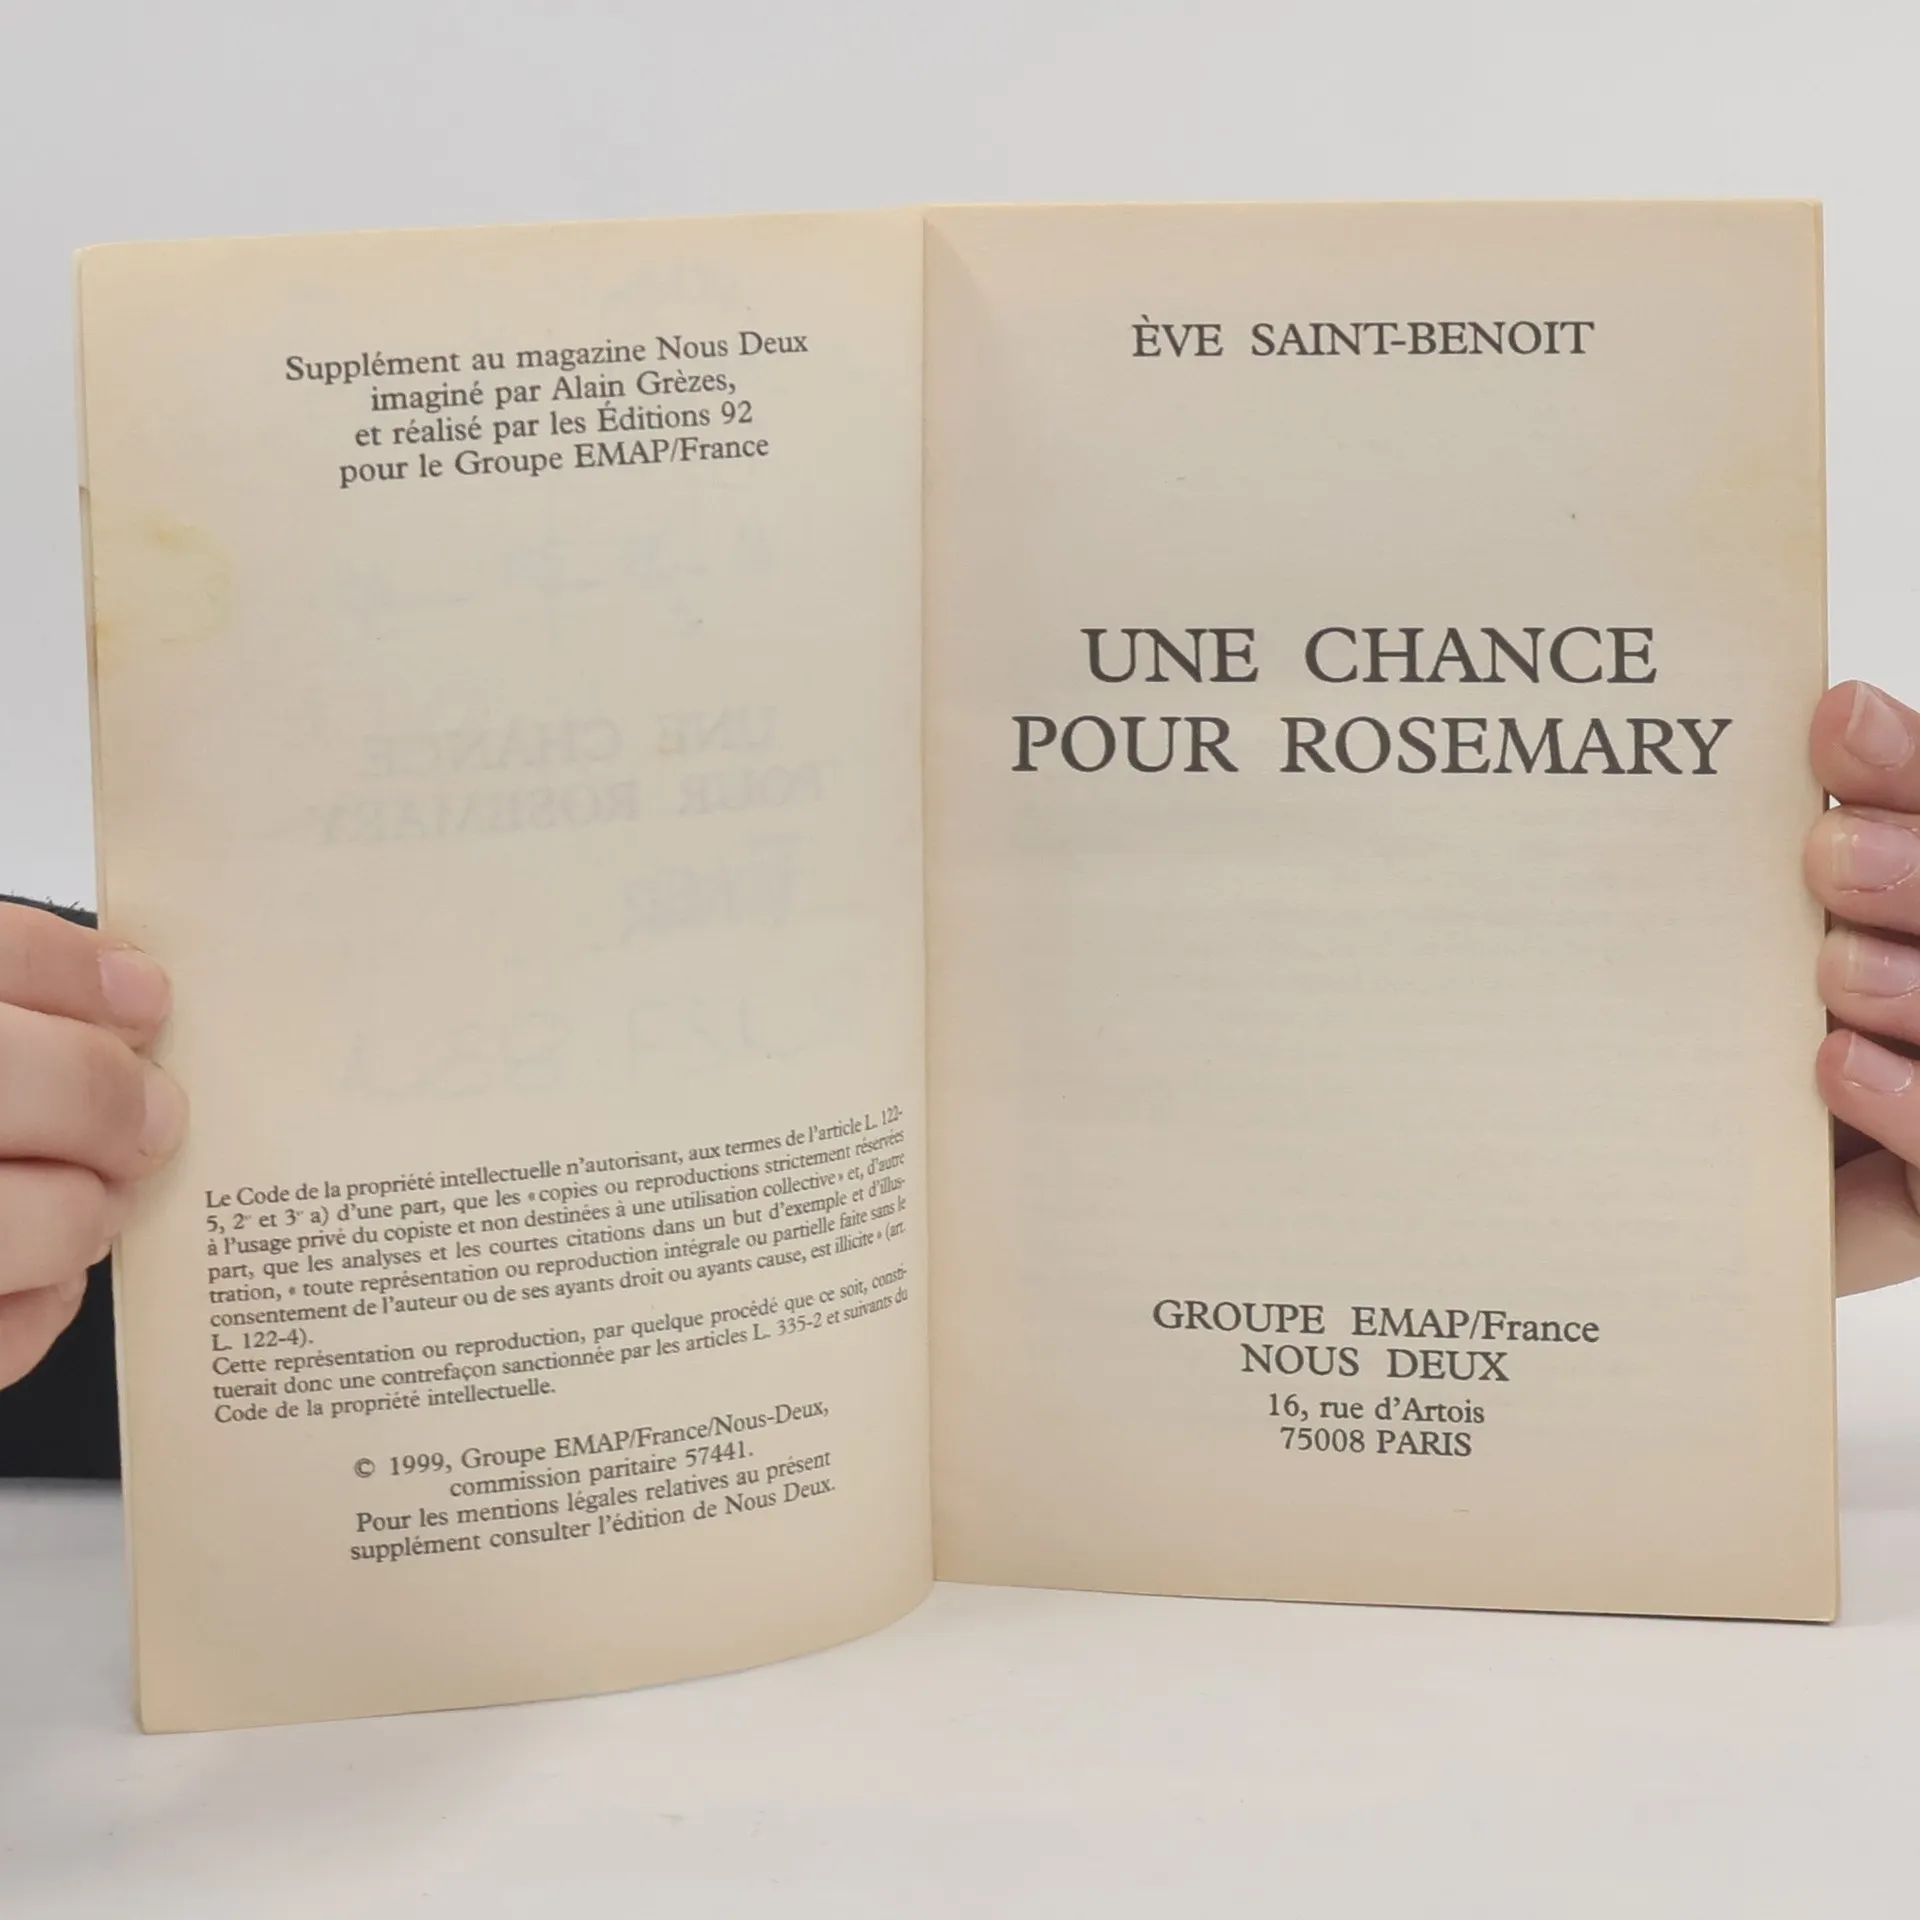 Supplément au magazine Nous Deux
imaginé par Alain Grèzes,
et réalisé par les Éditions 92
pour le Groupe EMAP/France
Le Code de la propriété intellectuelle n'autorisant, aux termes de l'article L. 122-
5, 2° et 3° a) d'une part, que les « copies ou reproductions strictement réservées
à l'usage privé du copiste et non destinées à une utilisation collective » et, d'autre
part, que les analyses et les courtes citations dans un but d'exemple et d'illus-
tration, « toute représentation ou reproduction intégrale ou partielle faite sans le
consentement de l'auteur ou de ses ayants droit ou ayants cause, est illicite » (art.
L. 122-4).
Cette représentation ou reproduction, par quelque procédé que ce soit, consti-
tuerait donc une contrefaçon sanctionnée par les articles L. 335-2 et suivants du
Code de la propriété intellectuelle.
© 1999, Groupe EMAP/France/Nous-Deux,
commission paritaire 57441.
Pour les mentions légales relatives au présent
supplément consulter l'édition de Nous Deux.
ÈVE SAINT-BENOIT
UNE CHANCE
POUR ROSEMARY
GROUPE EMAP/France
NOUS DEUX
16, rue d'Artois
75008 PARIS